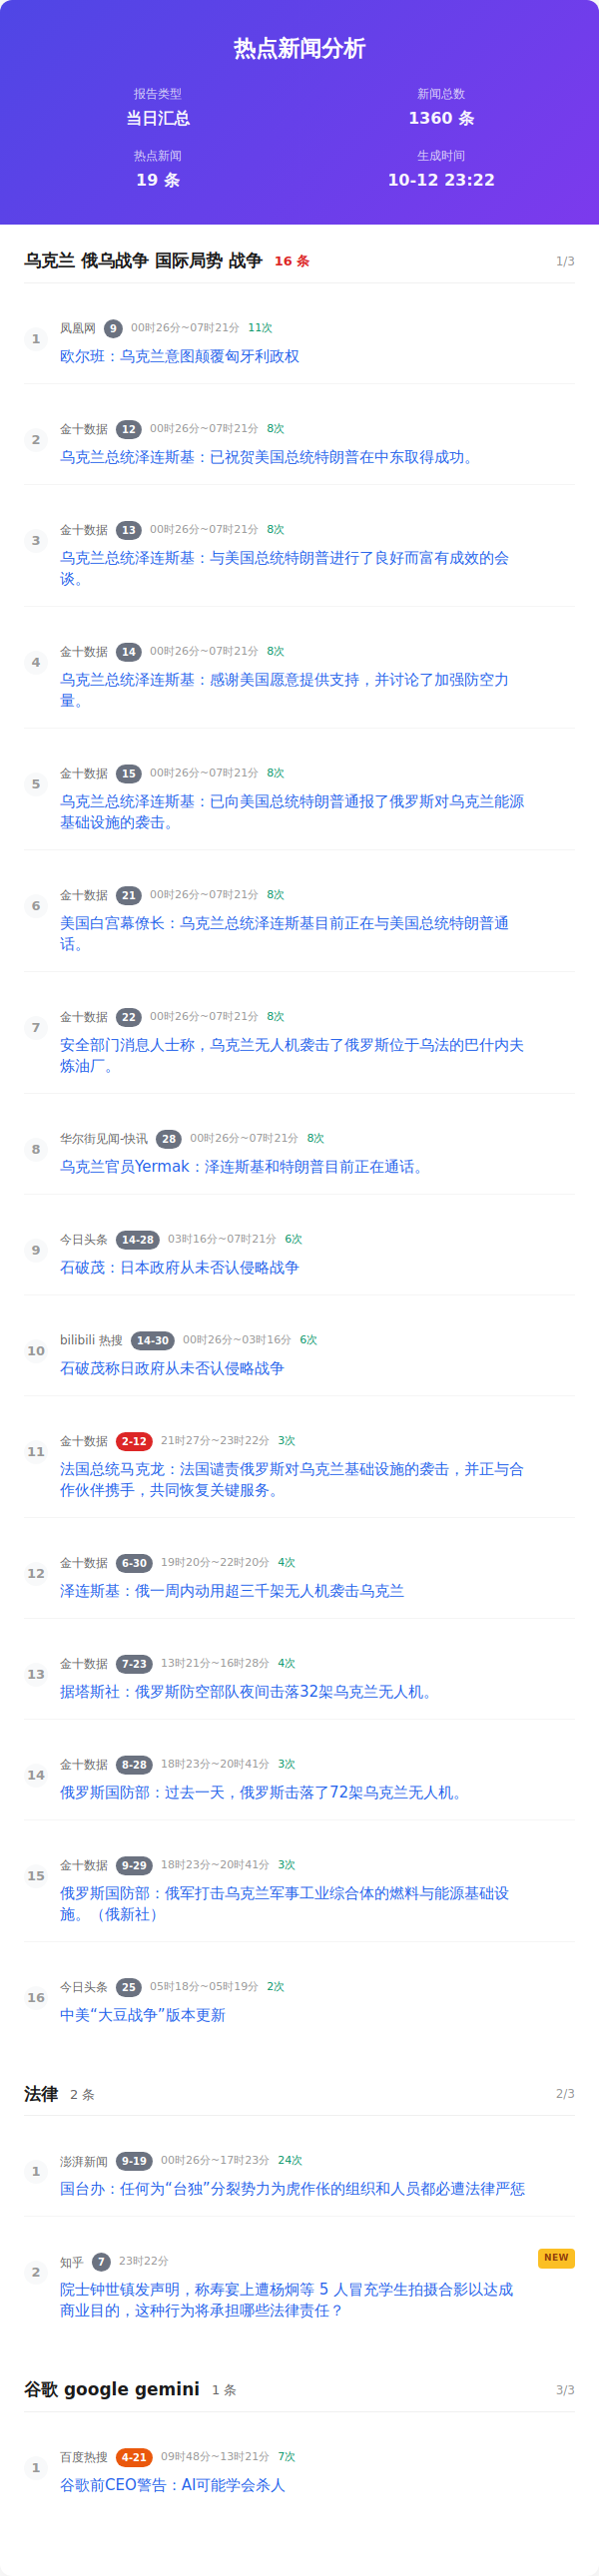 热点新闻分析
报告类型
新闻总数
当日汇总
1360 条
热点新闻
生成时间
19 条
10-12 23:22
乌克兰 俄乌战争 国际局势 战争 16 条 1/3
1
凤凰网 9 00时26分~07时21分 11次
欧尔班：乌克兰意图颠覆匈牙利政权
2
金十数据 12 00时26分~07时21分 8次
乌克兰总统泽连斯基：已祝贺美国总统特朗普在中东取得成功。
3
金十数据 13 00时26分~07时21分 8次
乌克兰总统泽连斯基：与美国总统特朗普进行了良好而富有成效的会
谈。
4
金十数据 14 00时26分~07时21分 8次
乌克兰总统泽连斯基：感谢美国愿意提供支持，并讨论了加强防空力
量。
5
金十数据 15 00时26分~07时21分 8次
乌克兰总统泽连斯基：已向美国总统特朗普通报了俄罗斯对乌克兰能源
基础设施的袭击。
6
金十数据 21 00时26分~07时21分 8次
美国白宫幕僚长：乌克兰总统泽连斯基目前正在与美国总统特朗普通
话。
7
金十数据 22 00时26分~07时21分 8次
安全部门消息人士称，乌克兰无人机袭击了俄罗斯位于乌法的巴什内夫
炼油厂。
8
华尔街见闻-快讯 28 00时26分~07时21分 8次
乌克兰官员Yermak：泽连斯基和特朗普目前正在通话。
9
今日头条 14-28 03时16分~07时21分 6次
石破茂：日本政府从未否认侵略战争
10
bilibili 热搜 14-30 00时26分~03时16分 6次
石破茂称日政府从未否认侵略战争
11
金十数据 2-12 21时27分~23时22分 3次
法国总统马克龙：法国谴责俄罗斯对乌克兰基础设施的袭击，并正与合
作伙伴携手，共同恢复关键服务。
12
金十数据 6-30 19时20分~22时20分 4次
泽连斯基：俄一周内动用超三千架无人机袭击乌克兰
13
金十数据 7-23 13时21分~16时28分 4次
据塔斯社：俄罗斯防空部队夜间击落32架乌克兰无人机。
14
金十数据 8-28 18时23分~20时41分 3次
俄罗斯国防部：过去一天，俄罗斯击落了72架乌克兰无人机。
15
金十数据 9-29 18时23分~20时41分 3次
俄罗斯国防部：俄军打击乌克兰军事工业综合体的燃料与能源基础设
施。（俄新社）
16
今日头条 25 05时18分~05时19分 2次
中美“大豆战争”版本更新
法律 2 条 2/3
1
澎湃新闻 9-19 00时26分~17时23分 24次
国台办：任何为“台独”分裂势力为虎作伥的组织和人员都必遭法律严惩
2
知乎 7 23时22分 NEW
院士钟世镇发声明，称寿宴上遭杨炯等 5 人冒充学生拍摄合影以达成
商业目的，这种行为将承担哪些法律责任？
谷歌 google gemini 1 条 3/3
1
百度热搜 4-21 09时48分~13时21分 7次
谷歌前CEO警告：AI可能学会杀人